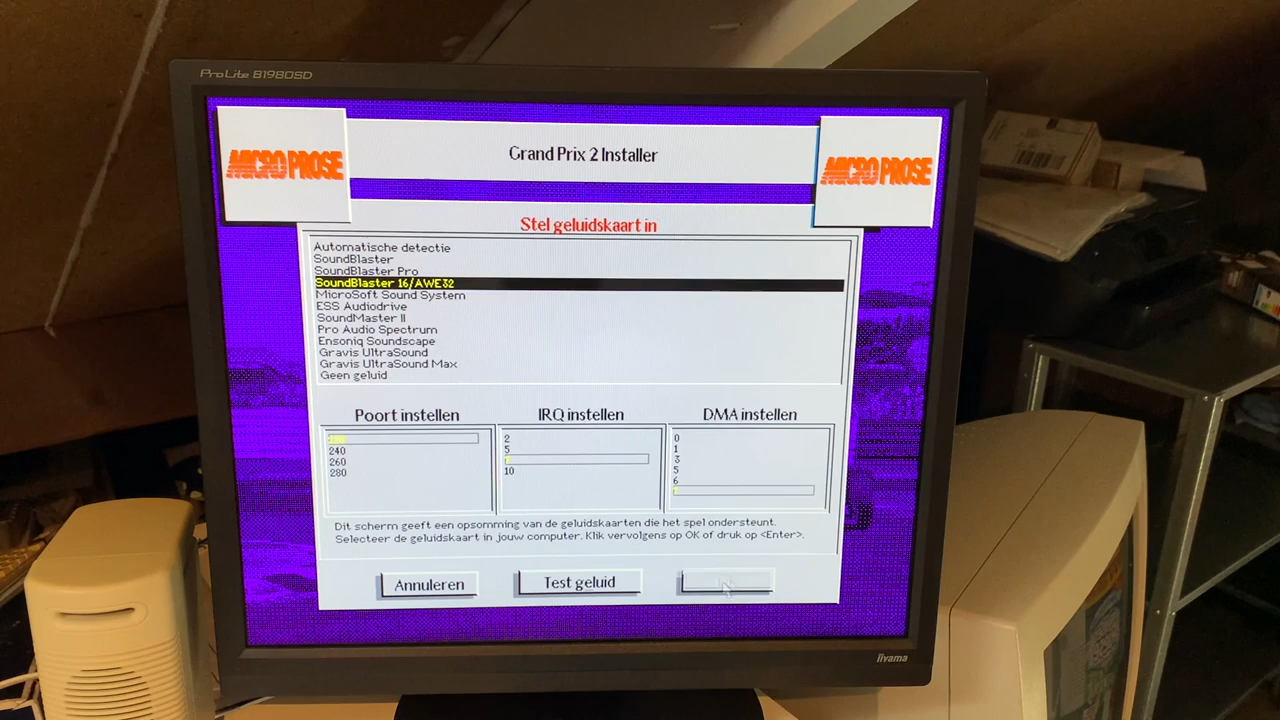 ProLite B1980SD
MICROPROSE
Grand Prix 2 Installer
MICROPROSE
Stel geluidskaart in
Automatische detectie
SoundBlaster
SoundBlaster Pro
SoundBlaster 16/AWE32
MicroSoft Sound System
ESS Audiodrive
SoundMaster II
Pro Audio Spectrum
Ensoniq Soundscape
Gravis UltraSound
Gravis UltraSound Max
Geen geluid
Poort instellen
240
260
280
IRQ instellen
2
5
10
DMA instellen
0
1
3
5
6
Dit scherm geeft een opsomming van de geluidskaarten die het spel ondersteunt.
Selecteer de geluidskaart in jouw computer. Klik vervolgens op OK of druk op <Enter>.
Annuleren
Test geluid
iiyama